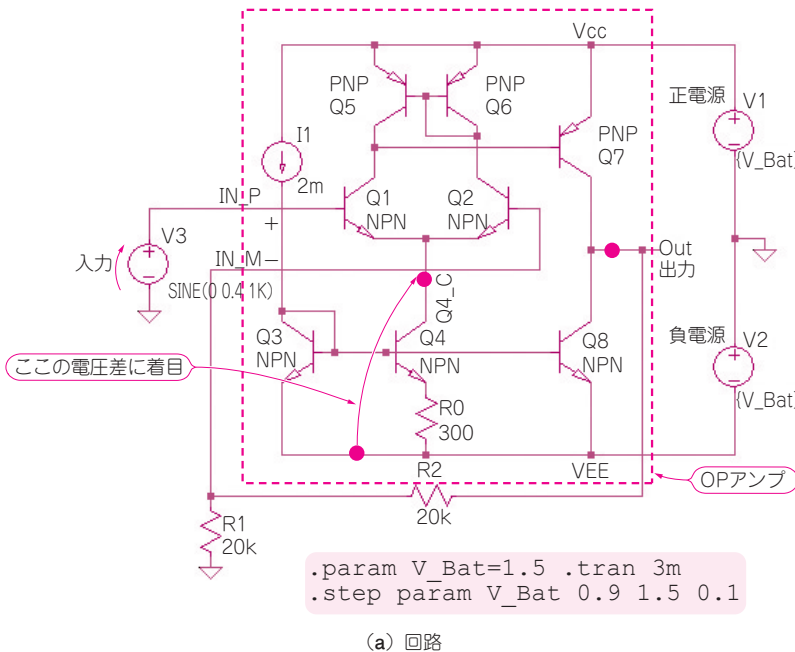 Vcc
PNP
Q5
PNP
Q6
正電源
V1
{V_Bat}
I1
2m
PNP
Q7
IN_P
+
Q1
NPN
Q2
NPN
V3
入力
IN_M−
SINE(0 0.4 1K)
Out
出力
Q4_C
Q3
NPN
Q4
NPN
Q8
NPN
負電源
V2
{V_Bat}
ここの電圧差に着目
R0
300
VEE
OPアンプ
R2
20k
R1
20k
.param V_Bat=1.5 .tran 3m
.step param V_Bat 0.9 1.5 0.1
(a) 回路